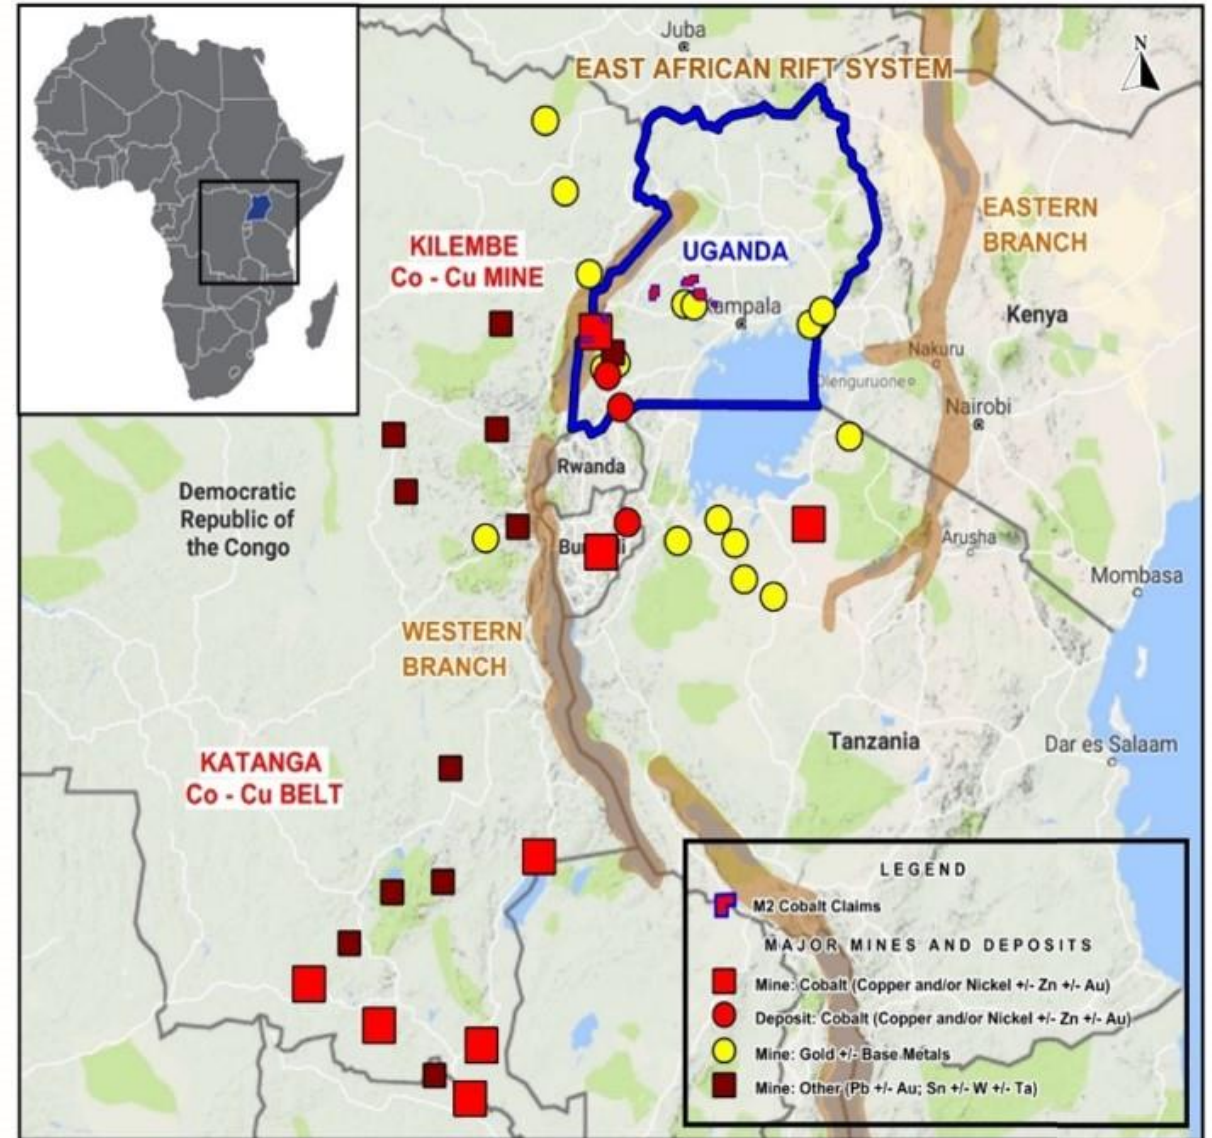 Juba
N
EAST AFRICAN RIFT SYSTEM
EASTERN
BRANCH
KILEMBE
Co - Cu MINE
UGANDA
Kampala
Kenya
Nakuru
Olenguruone
Nairobi
Rwanda
Democratic
Republic of
the Congo
Arusha
Mombasa
WESTERN
BRANCH
Tanzania
Dar es Salaam
KATANGA
Co - Cu BELT
LEGEND
M2 Cobalt Claims
MAJOR MINES AND DEPOSITS
Mine: Cobalt (Copper and/or Nickel +/- Zn +/- Au)
Deposit: Cobalt (Copper and/or Nickel +/- Zn +/- Au)
Mine: Gold +/- Base Metals
Mine: Other (Pb +/- Au; Sn +/- W +/- Ta)